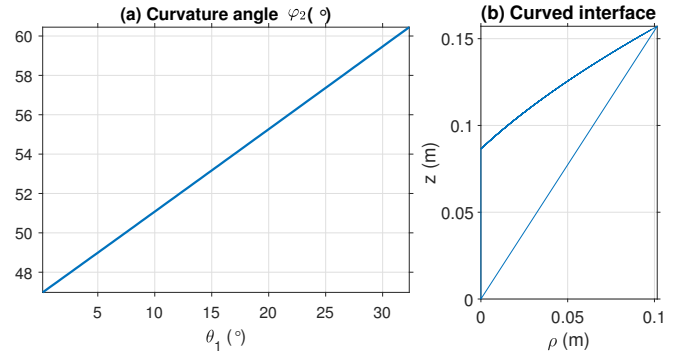 (a) Curvature angle φ₂(°)
60
58
56
54
52
50
48
5 10 15 20 25 30
θ₁ (°)
(b) Curved interface
0.15
0.1
0.05
0
0 0.05 0.1
z (m)
ρ (m)